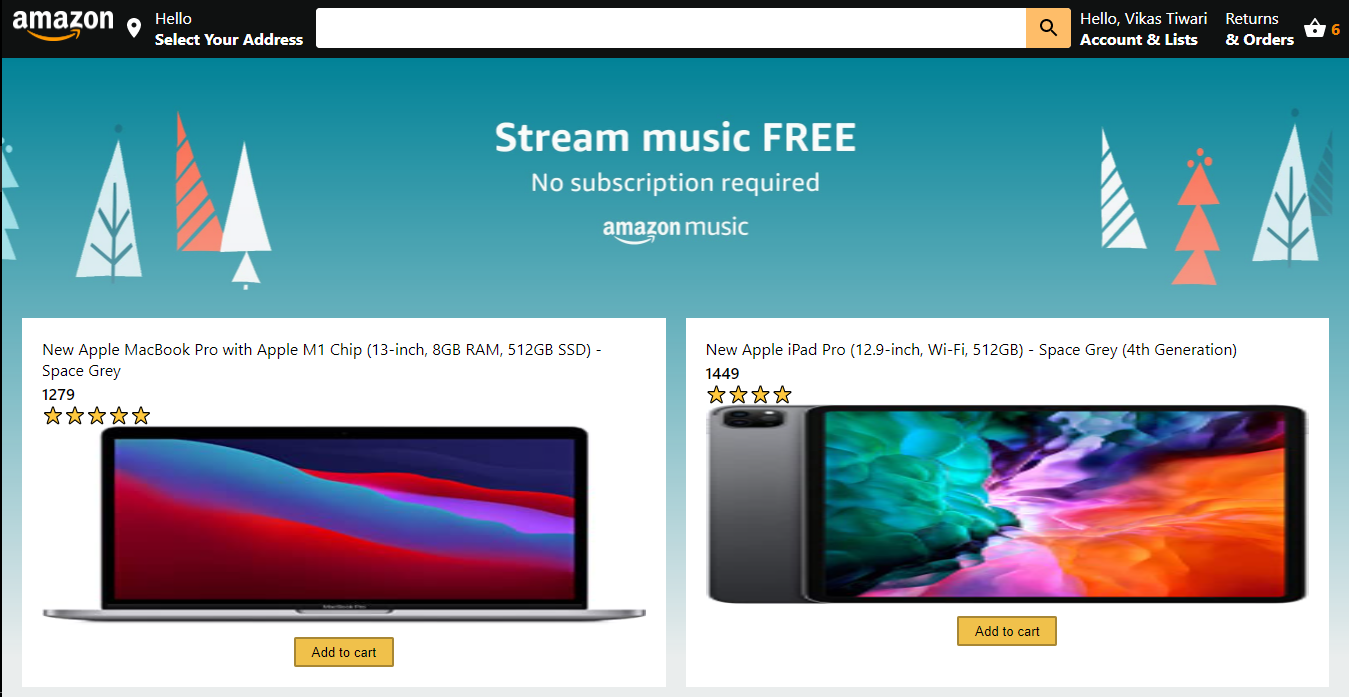 amazon
Hello
Select Your Address
Hello, Vikas Tiwari
Account & Lists
Returns
& Orders
6
Stream music FREE
No subscription required
amazon music
New Apple MacBook Pro with Apple M1 Chip (13-inch, 8GB RAM, 512GB SSD) -
Space Grey
1279
MacBook Pro
Add to cart
New Apple iPad Pro (12.9-inch, Wi-Fi, 512GB) - Space Grey (4th Generation)
1449
Add to cart